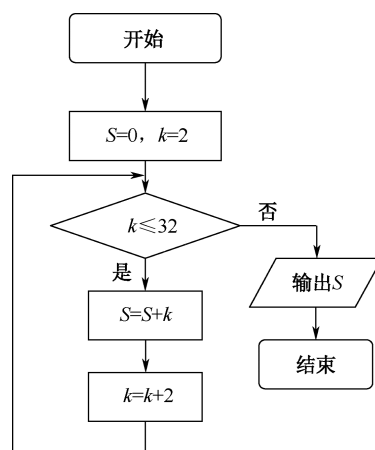 开始
S=0，k=2
k≤32
否
是
输出S
S=S+k
结束
k=k+2